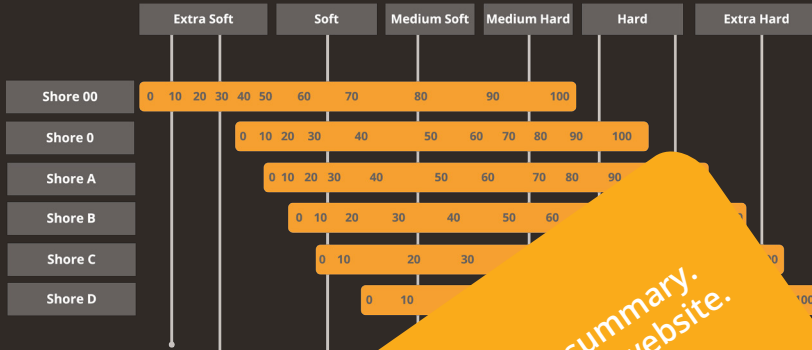 Extra Soft Soft Medium Soft Medium Hard Hard Extra Hard
Shore 00 0 10 20 30 40 50 60 70 80 90 100
Shore 0 0 10 20 30 40 50 60 70 80 90 100
Shore A 0 10 20 30 40 50 60 70 80 90
Shore B 0 10 20 30 40 50 60
Shore C 0 10 20 30
Shore D 0 10 100
summary.
website.